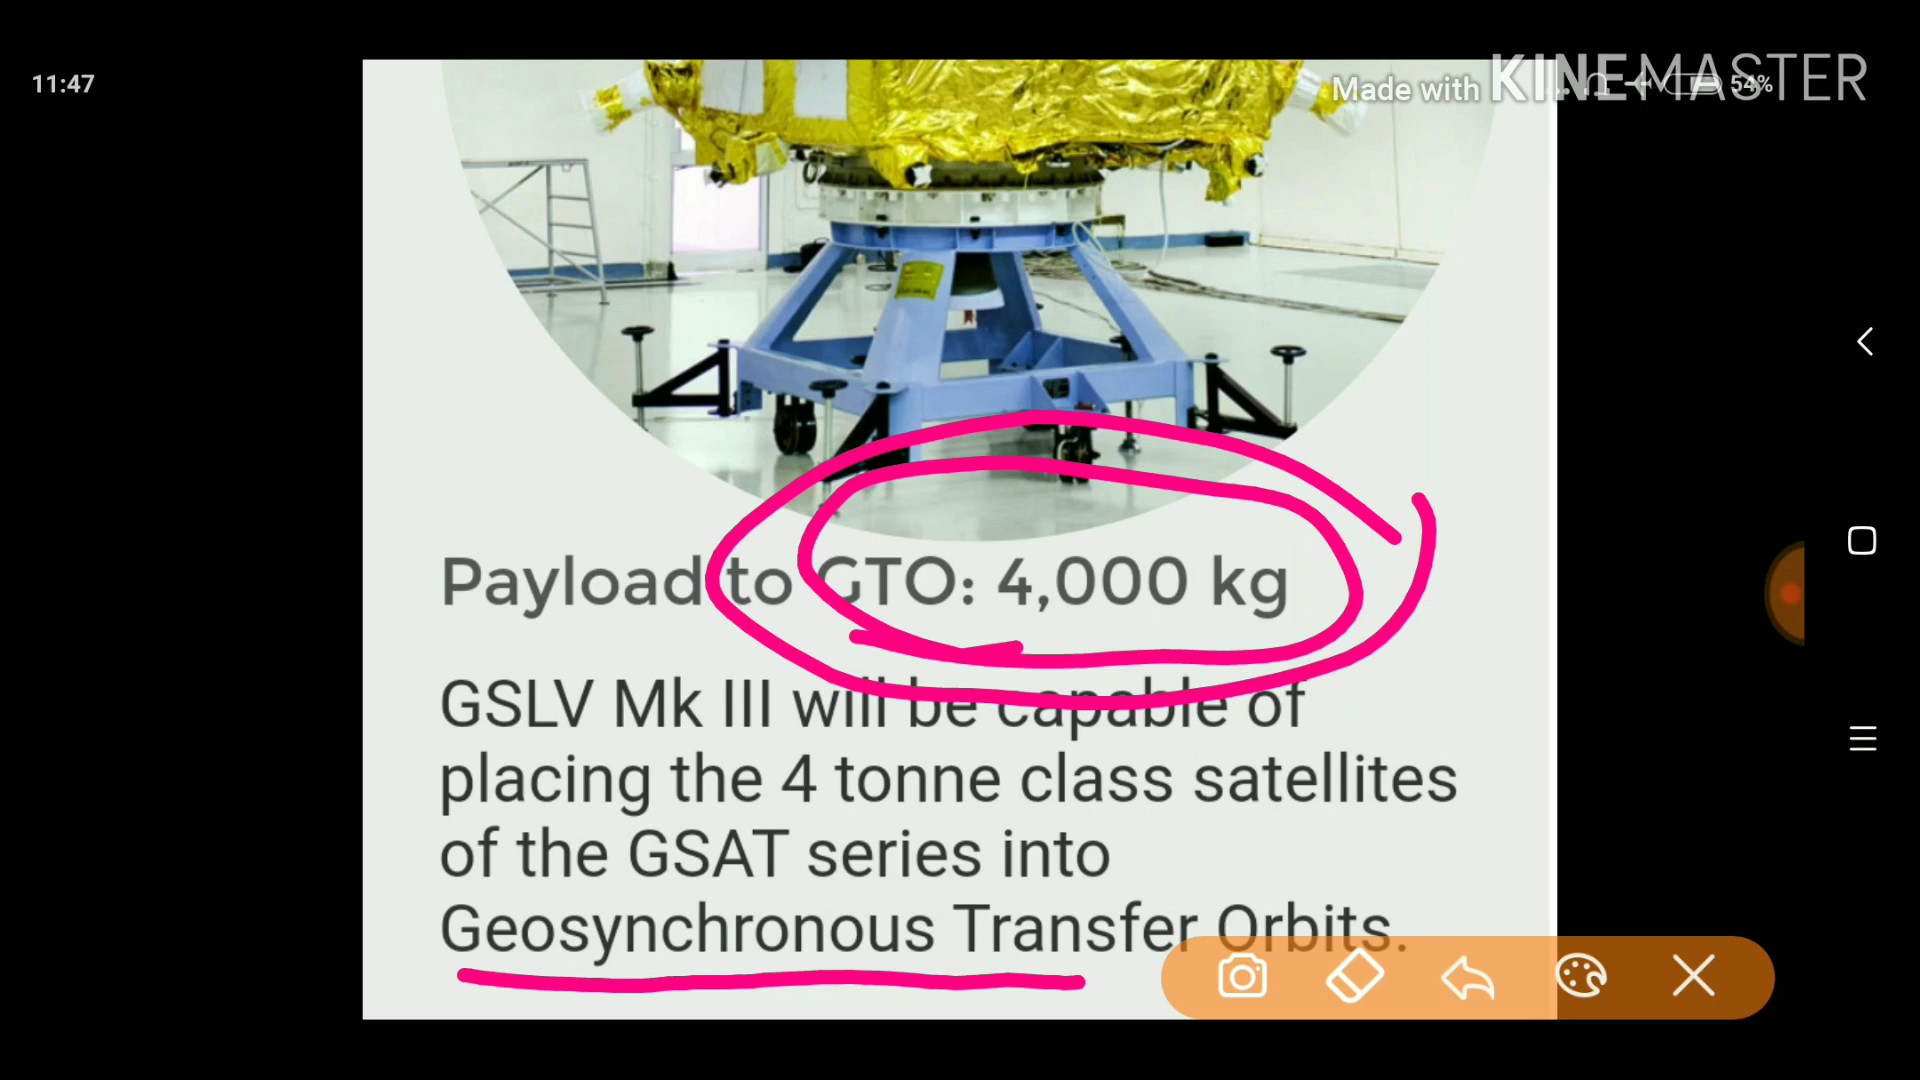 11:47
Made with KINEMASTER
54%
Payload to GTO: 4,000 kg
GSLV Mk III will be capable of
placing the 4 tonne class satellites
of the GSAT series into
Geosynchronous Transfer Orbits.